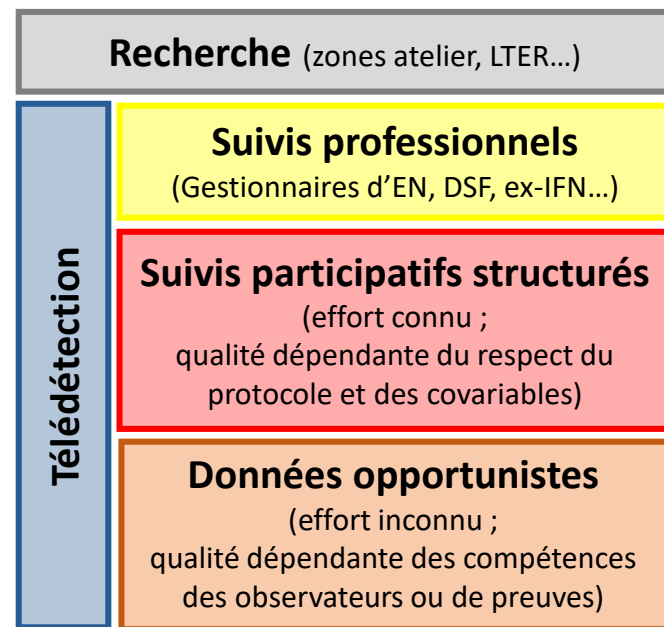 Recherche (zones atelier, LTER…)
Télédétection
Suivis professionnels
(Gestionnaires d’EN, DSF, ex-IFN…)
Suivis participatifs structurés
(effort connu ;
qualité dépendante du respect du
protocole et des covariables)
Données opportunistes
(effort inconnu ;
qualité dépendante des compétences
des observateurs ou de preuves)